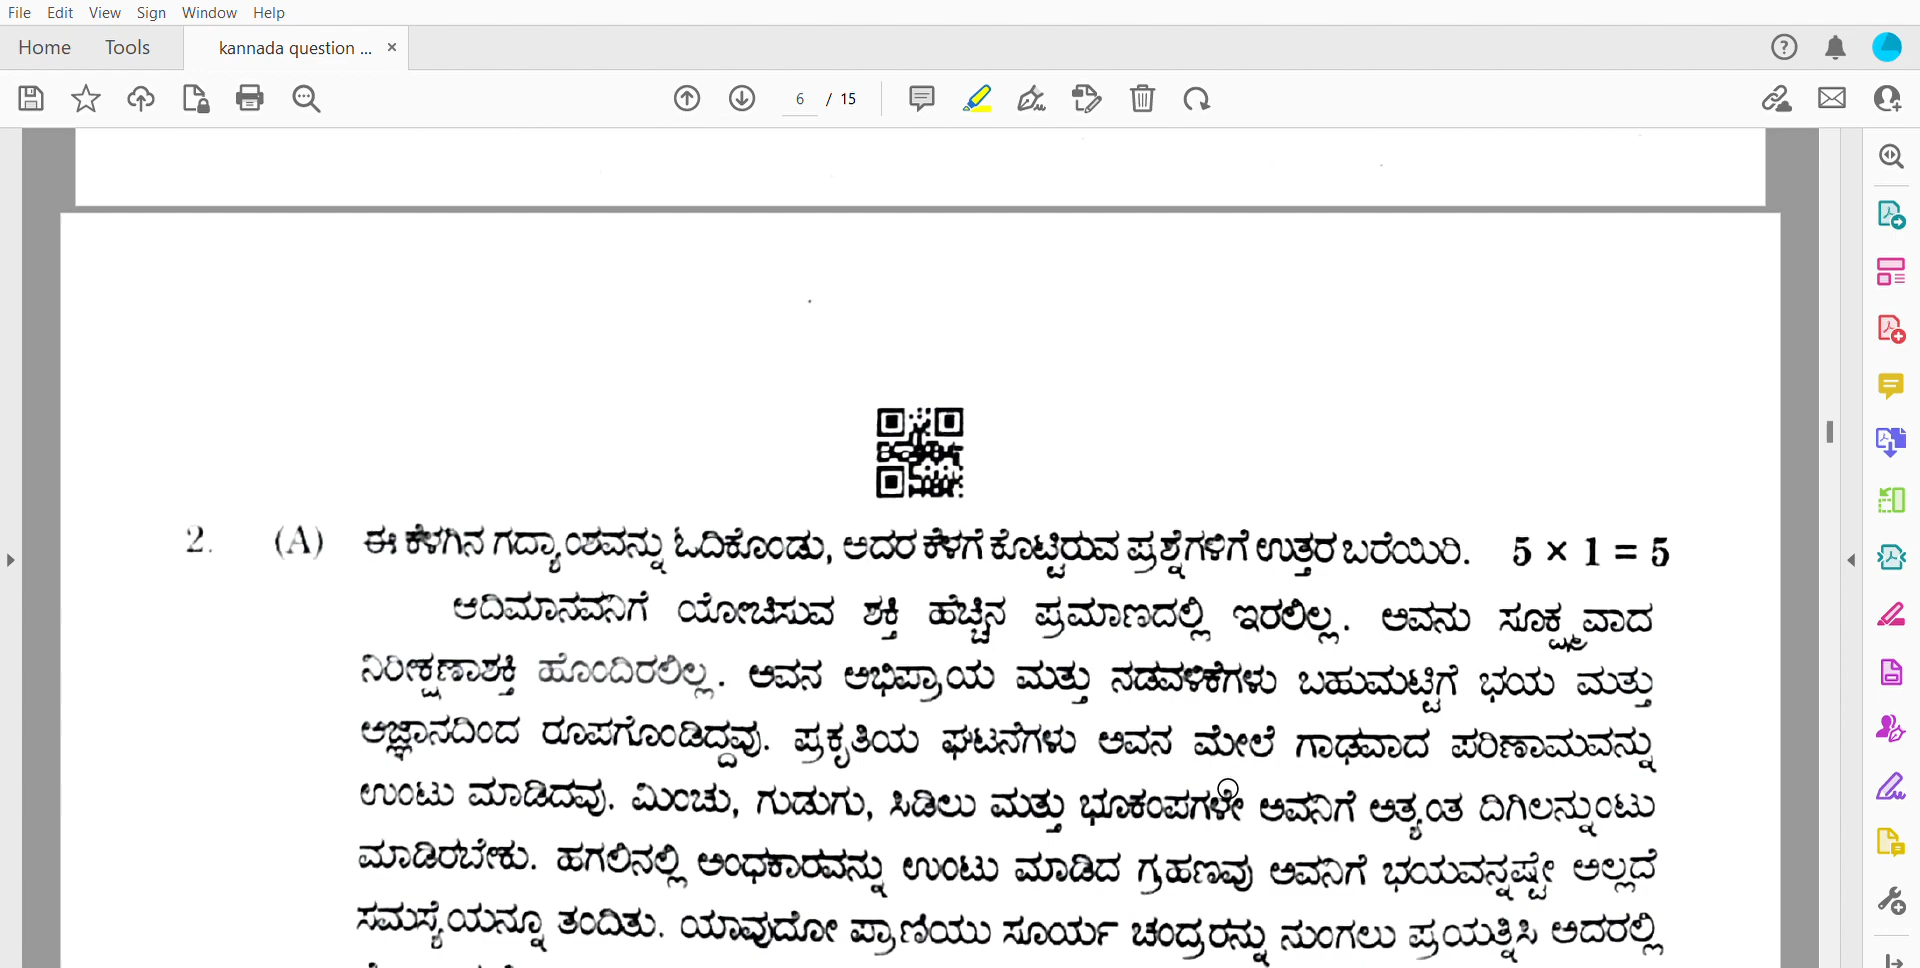 File Edit View Sign Window Help
Home Tools kannada question ... ×
6 / 15
2. (A) ಈ ಕೆಳಗಿನ ಗದ್ಯಾಂಶವನ್ನು ಓದಿಕೊಂಡು, ಅದರ ಕೆಳಗೆ ಕೊಟ್ಟಿರುವ ಪ್ರಶ್ನೆಗಳಿಗೆ ಉತ್ತರ ಬರೆಯಿರಿ. 5 × 1 = 5
ಆದಿಮಾನವನಿಗೆ ಯೋಚಿಸುವ ಶಕ್ತಿ ಹೆಚ್ಚಿನ ಪ್ರಮಾಣದಲ್ಲಿ ಇರಲಿಲ್ಲ. ಅವನು ಸೂಕ್ಷ್ಮವಾದ
ನಿರೀಕ್ಷಣಾಶಕ್ತಿ ಹೊಂದಿರಲಿಲ್ಲ. ಅವನ ಅಭಿಪ್ರಾಯ ಮತ್ತು ನಡವಳಿಕೆಗಳು ಬಹುಮಟ್ಟಿಗೆ ಭಯ ಮತ್ತು
ಅಜ್ಞಾನದಿಂದ ರೂಪಗೊಂಡಿದ್ದವು. ಪ್ರಕೃತಿಯ ಘಟನೆಗಳು ಅವನ ಮೇಲೆ ಗಾಢವಾದ ಪರಿಣಾಮವನ್ನು
ಉಂಟು ಮಾಡಿದವು. ಮಿಂಚು, ಗುಡುಗು, ಸಿಡಿಲು ಮತ್ತು ಭೂಕಂಪಗಳೇ ಅವನಿಗೆ ಅತ್ಯಂತ ದಿಗಿಲನ್ನುಂಟು
ಮಾಡಿರಬೇಕು. ಹಗಲಿನಲ್ಲಿ ಅಂಧಕಾರವನ್ನು ಉಂಟು ಮಾಡಿದ ಗ್ರಹಣವು ಅವನಿಗೆ ಭಯವನ್ನಷ್ಟೇ ಅಲ್ಲದೆ
ಸಮಸ್ಯೆಯನ್ನೂ ತಂದಿತು. ಯಾವುದೋ ಪ್ರಾಣಿಯು ಸೂರ್ಯ ಚಂದ್ರರನ್ನು ನುಂಗಲು ಪ್ರಯತ್ನಿಸಿ ಅದರಲ್ಲಿ